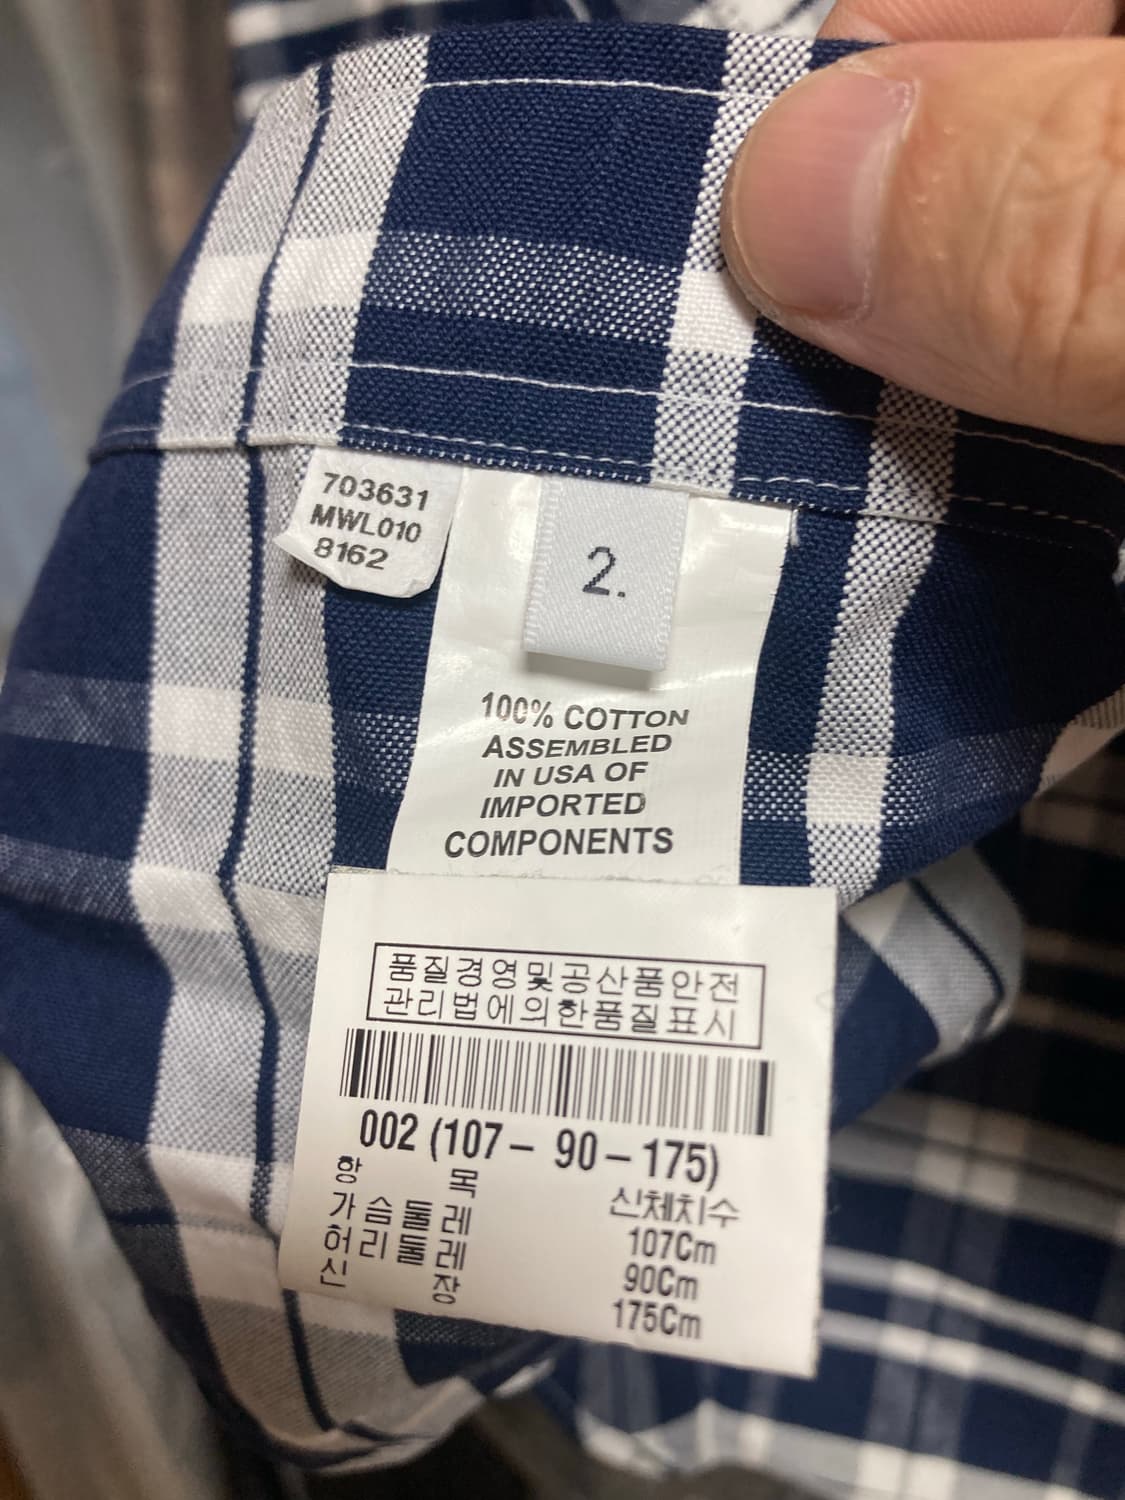 703631
MWL010
8162
2.
100% COTTON
ASSEMBLED
IN USA OF
IMPORTED
COMPONENTS
품질경영및공산품안전
관리법에의한품질표시
002 (107 – 90 – 175)
항 목 신체치수
가슴둘레 107Cm
허리둘레 90Cm
신 장 175Cm